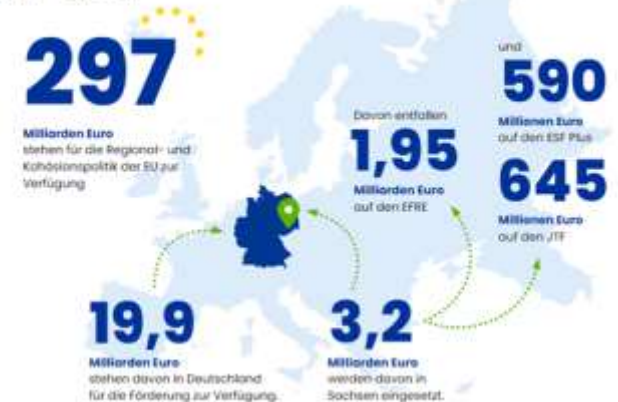 297
Milliarden Euro
stehen für die Regional- und
Kohäsionspolitik der EU zur
Verfügung
19,9
Milliarden Euro
stehen davon in Deutschland
für die Förderung zur Verfügung.
3,2
Milliarden Euro
werden davon in
Sachsen eingesetzt.
Davon entfallen
1,95
Milliarden Euro
auf den EFRE
und
590
Millionen Euro
auf den ESF Plus
645
Millionen Euro
auf den JTF